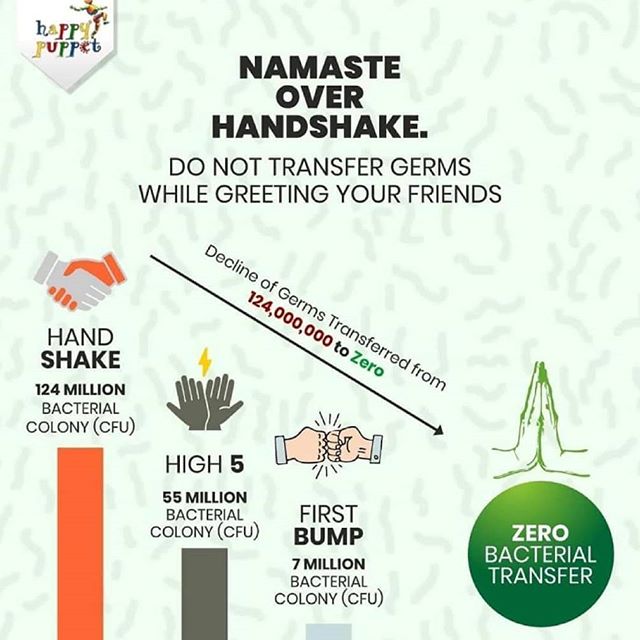 happy
puppet
NAMASTE
OVER
HANDSHAKE.
DO NOT TRANSFER GERMS
WHILE GREETING YOUR FRIENDS
Decline of Germs Transferred from
124,000,000 to Zero
HAND
SHAKE
124 MILLION
BACTERIAL
COLONY (CFU)
HIGH 5
55 MILLION
BACTERIAL
COLONY (CFU)
FIRST
BUMP
7 MILLION
BACTERIAL
COLONY (CFU)
ZERO
BACTERIAL
TRANSFER